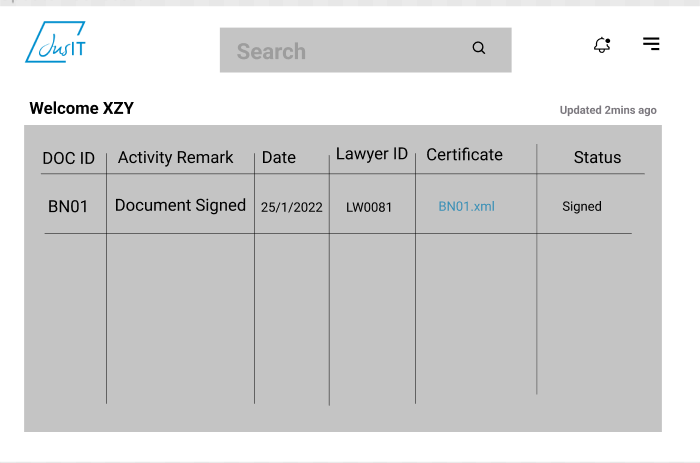 JusIT
Search
Welcome XZY
Updated 2mins ago
DOC ID Activity Remark Date Lawyer ID Certificate Status
BN01 Document Signed 25/1/2022 LW0081 BN01.xml Signed